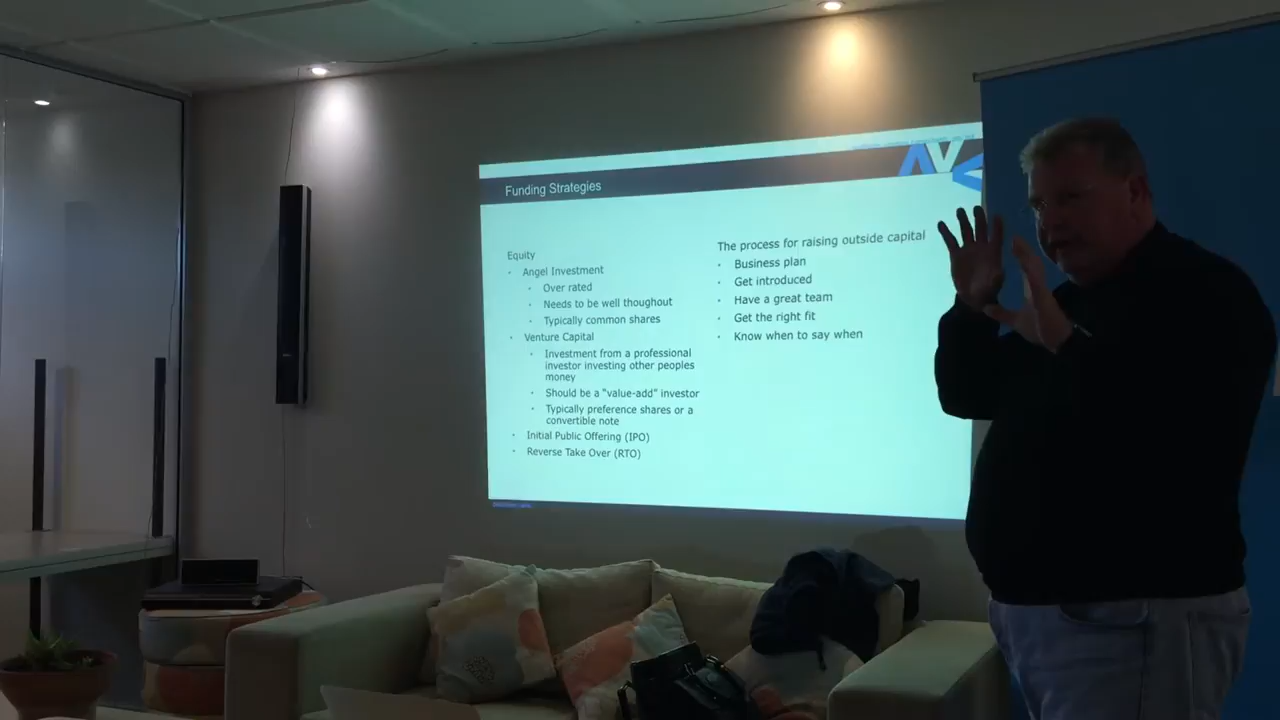 Funding Strategies
Equity
Angel Investment
Over rated
Needs to be well thoughout
Typically common shares
Venture Capital
Investment from a professional
investor investing other peoples
money
Should be a "value-add" investor
Typically preference shares or a
convertible note
Initial Public Offering (IPO)
Reverse Take Over (RTO)
The process for raising outside capital
Business plan
Get introduced
Have a great team
Get the right fit
Know when to say when